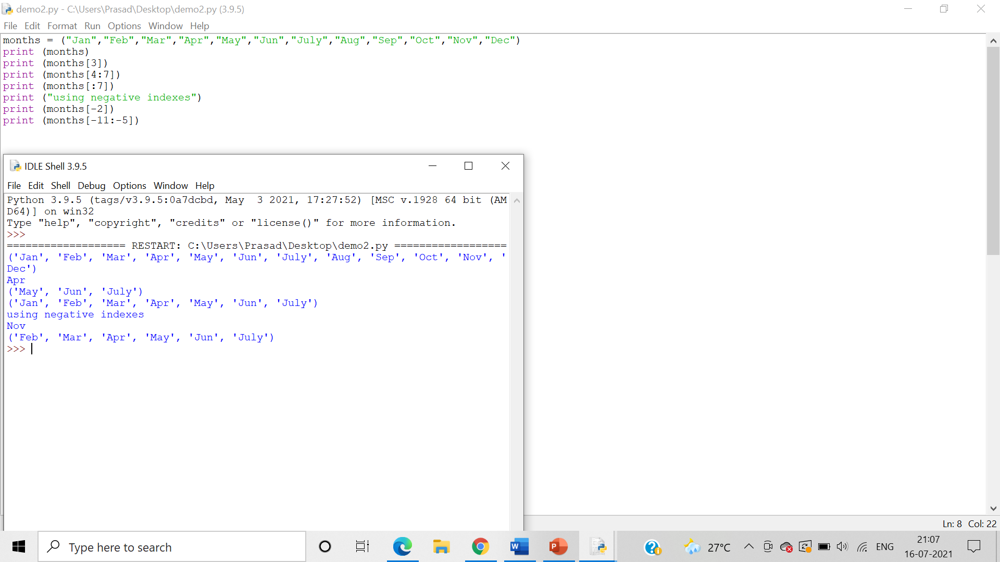 demo2.py - C:\Users\Prasad\Desktop\demo2.py (3.9.5)
File Edit Format Run Options Window Help
months = ("Jan","Feb","Mar","Apr","May","Jun","July","Aug","Sep","Oct","Nov","Dec")
print (months)
print (months[3])
print (months[4:7])
print (months[:7])
print ("using negative indexes")
print (months[-2])
print (months[-11:-5])
IDLE Shell 3.9.5
File Edit Shell Debug Options Window Help
Python 3.9.5 (tags/v3.9.5:0a7dcbd, May  3 2021, 17:27:52) [MSC v.1928 64 bit (AM
D64)] on win32
Type "help", "copyright", "credits" or "license()" for more information.
>>>
=================== RESTART: C:\Users\Prasad\Desktop\demo2.py ==================
('Jan', 'Feb', 'Mar', 'Apr', 'May', 'Jun', 'July', 'Aug', 'Sep', 'Oct', 'Nov', '
Dec')
Apr
('May', 'Jun', 'July')
('Jan', 'Feb', 'Mar', 'Apr', 'May', 'Jun', 'July')
using negative indexes
Nov
('Feb', 'Mar', 'Apr', 'May', 'Jun', 'July')
>>>
Ln: 8 Col: 22
Type here to search
27°C
ENG
21:07
16-07-2021